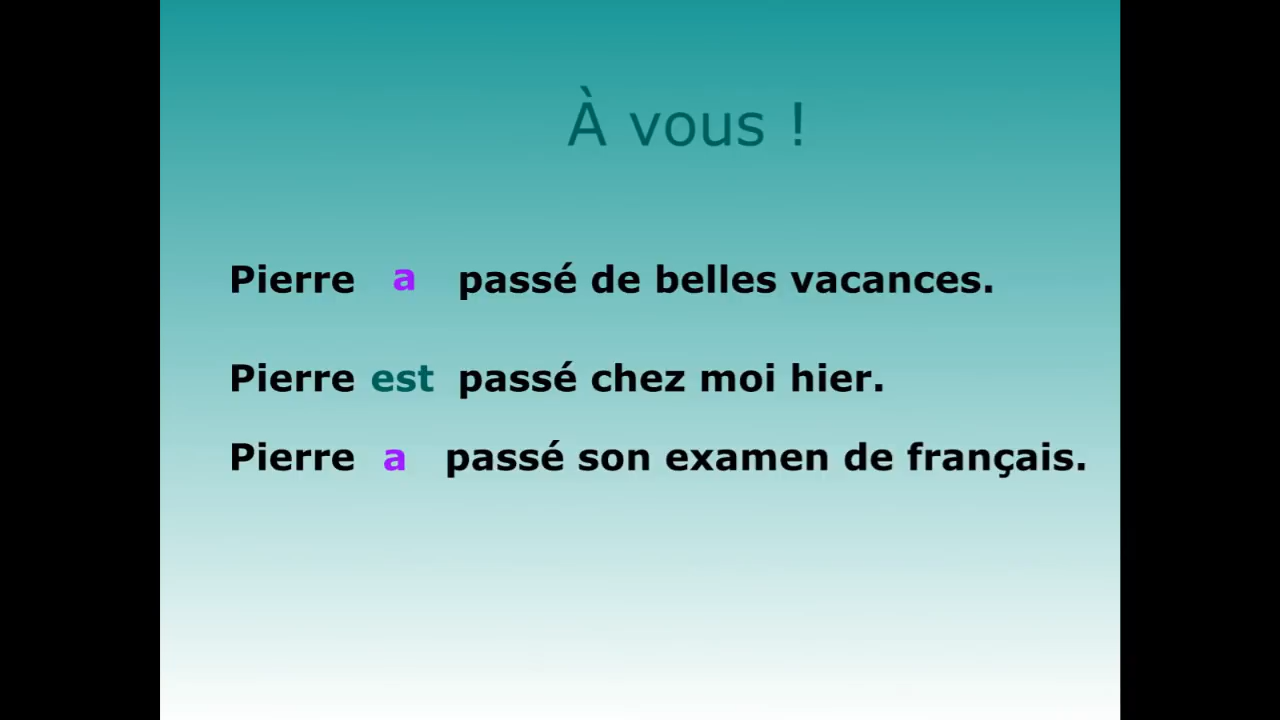 À vous !
Pierre a passé de belles vacances.
Pierre est passé chez moi hier.
Pierre a passé son examen de français.